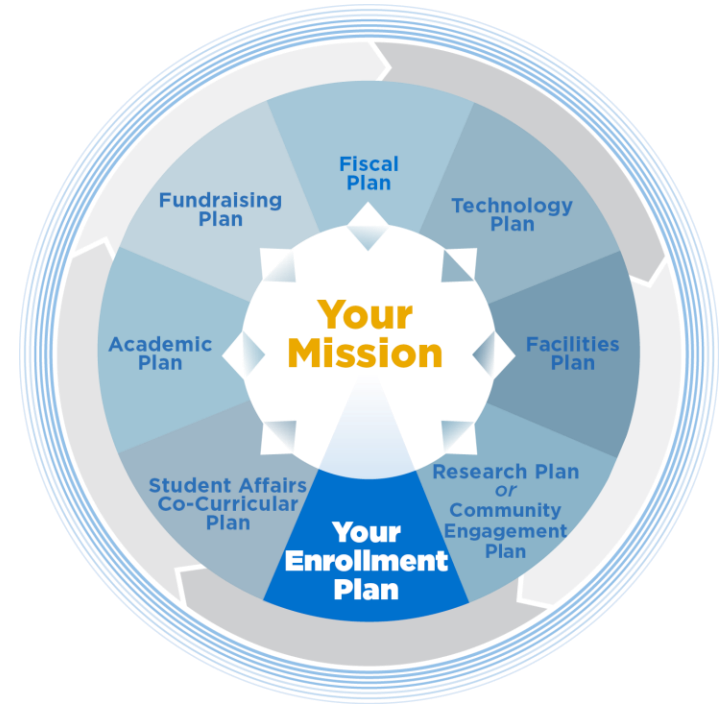 Fiscal
Plan
Technology
Plan
Facilities
Plan
Research Plan
or
Community
Engagement
Plan
Your
Enrollment
Plan
Student Affairs
Co-Curricular
Plan
Academic
Plan
Fundraising
Plan
Your
Mission